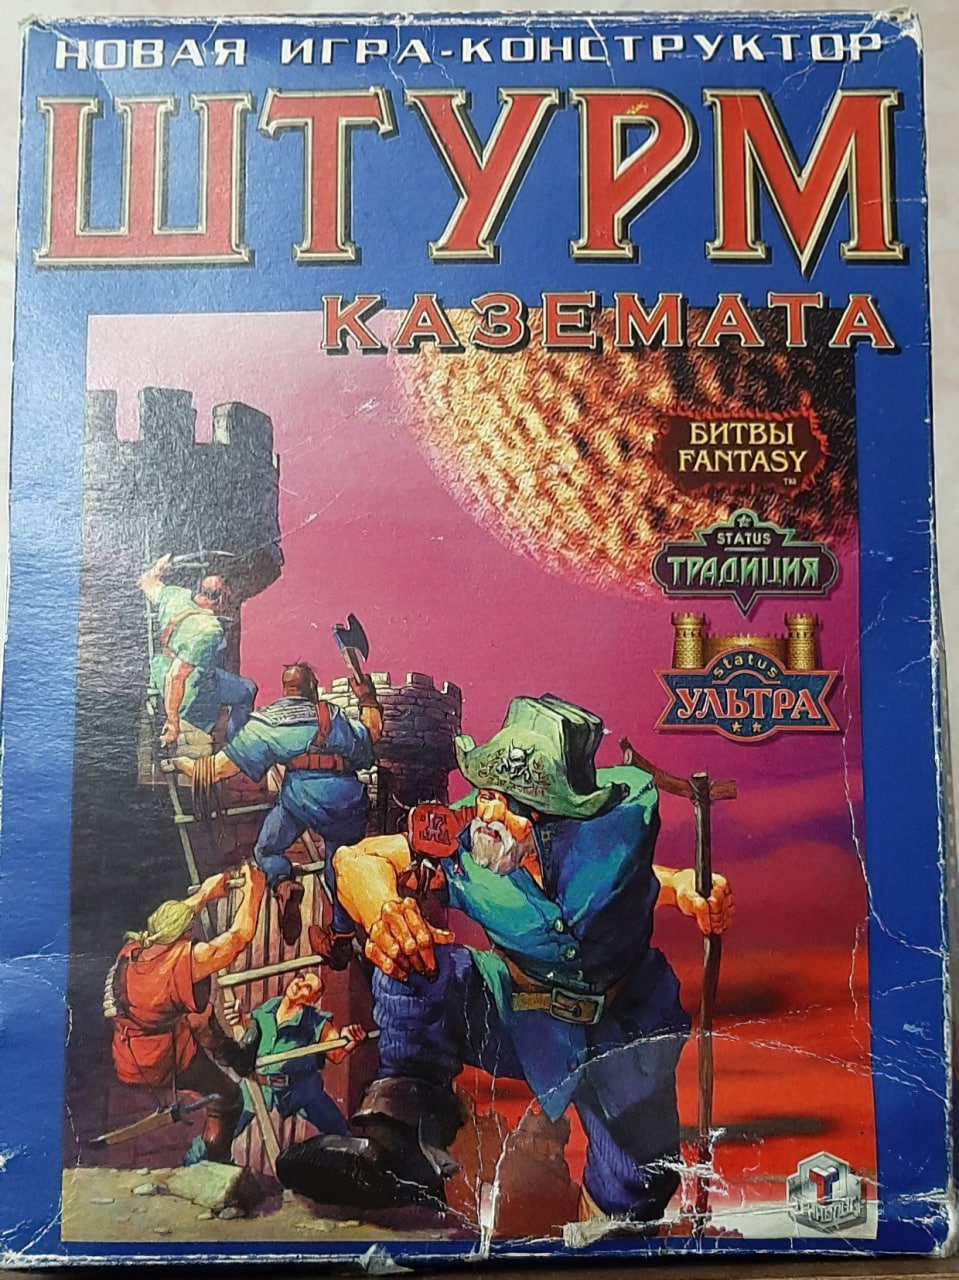 НОВАЯ ИГРА-КОНСТРУКТОР
ШТУРМ
КАЗЕМАТА
БИТВЫ
FANTASY
TM
STATUS
ТРАДИЦИЯ
status
УЛЬТРА